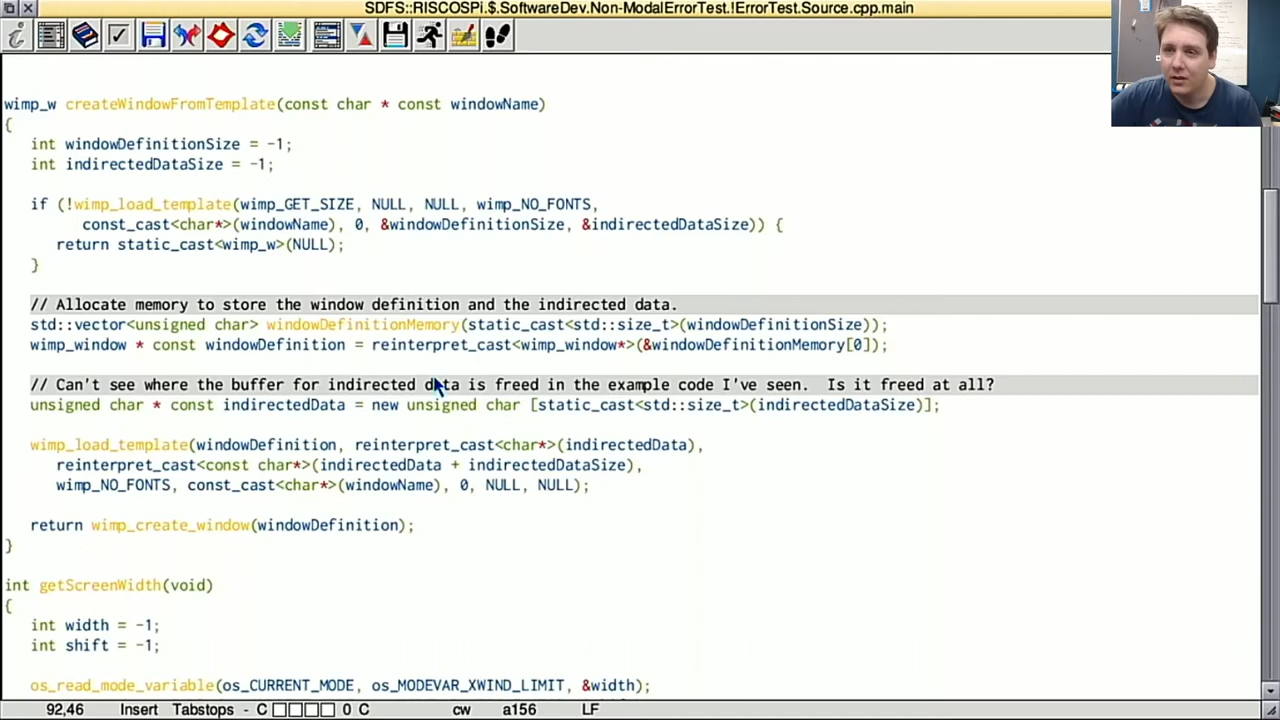 SDFS::RISCOSPi.$.SoftwareDev.Non-ModalErrorTest.!ErrorTest.Source.cpp.main
wimp_w createWindowFromTemplate(const char * const windowName)
{
int windowDefinitionSize = -1;
int indirectedDataSize = -1;
if (!wimp_load_template(wimp_GET_SIZE, NULL, NULL, wimp_NO_FONTS,
const_cast<char*>(windowName), 0, &windowDefinitionSize, &indirectedDataSize)) {
return static_cast<wimp_w>(NULL);
}
// Allocate memory to store the window definition and the indirected data.
std::vector<unsigned char> windowDefinitionMemory(static_cast<std::size_t>(windowDefinitionSize));
wimp_window * const windowDefinition = reinterpret_cast<wimp_window*>(&windowDefinitionMemory[0]);
// Can't see where the buffer for indirected data is freed in the example code I've seen.  Is it freed at all?
unsigned char * const indirectedData = new unsigned char [static_cast<std::size_t>(indirectedDataSize)];
wimp_load_template(windowDefinition, reinterpret_cast<char*>(indirectedData),
reinterpret_cast<const char*>(indirectedData + indirectedDataSize),
wimp_NO_FONTS, const_cast<char*>(windowName), 0, NULL, NULL);
return wimp_create_window(windowDefinition);
}
int getScreenWidth(void)
{
int width = -1;
int shift = -1;
os_read_mode_variable(os_CURRENT_MODE, os_MODEVAR_XWIND_LIMIT, &width);
92,46 Insert Tabstops - C 0 C cw a156 LF